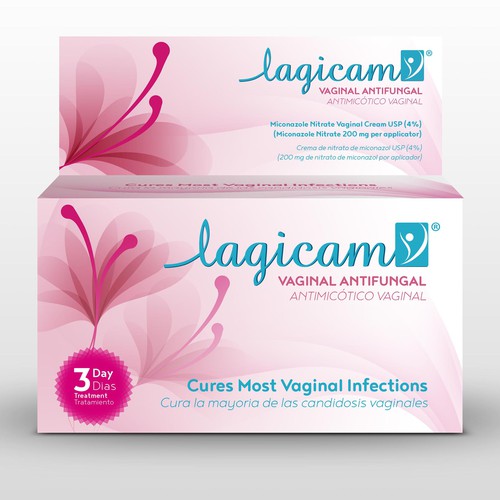 lagicam®
VAGINAL ANTIFUNGAL
ANTIMICÓTICO VAGINAL
Miconazole Nitrate Vaginal Cream USP (4%)
(Miconazole Nitrate 200 mg per applicator)
Crema de nitrato de miconazol USP (4%)
(200 mg de nitrato de miconazol por aplicador)
Cures Most Vaginal Infections
lagicam®
VAGINAL ANTIFUNGAL
ANTIMICÓTICO VAGINAL
3 Day
Dias
Treatment
Tratamiento
Cures Most Vaginal Infections
Cura la mayoria de las candidosis vaginales